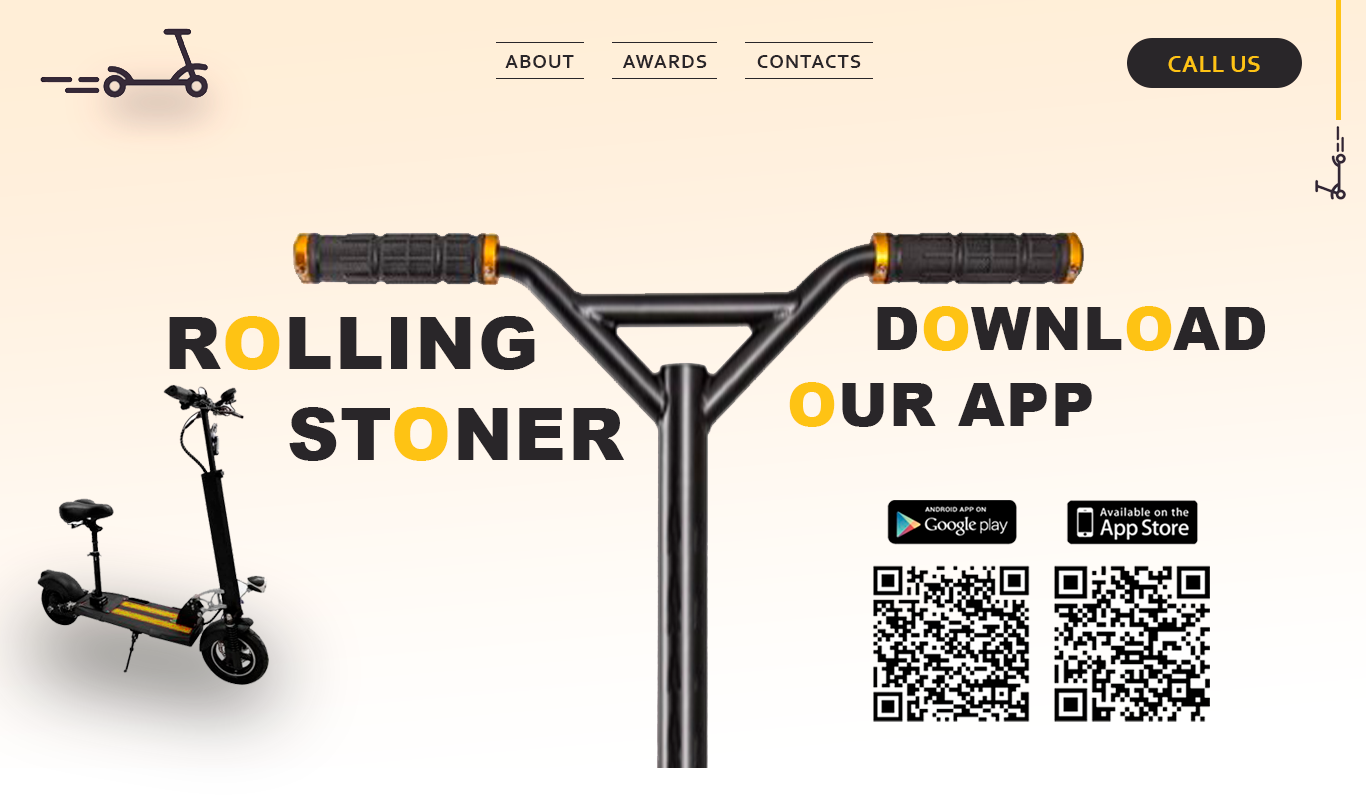 ABOUT
AWARDS
CONTACTS
CALL US
ROLLING
STONER
DOWNLOAD
OUR APP
ANDROID APP ON
Google play
Available on the
App Store